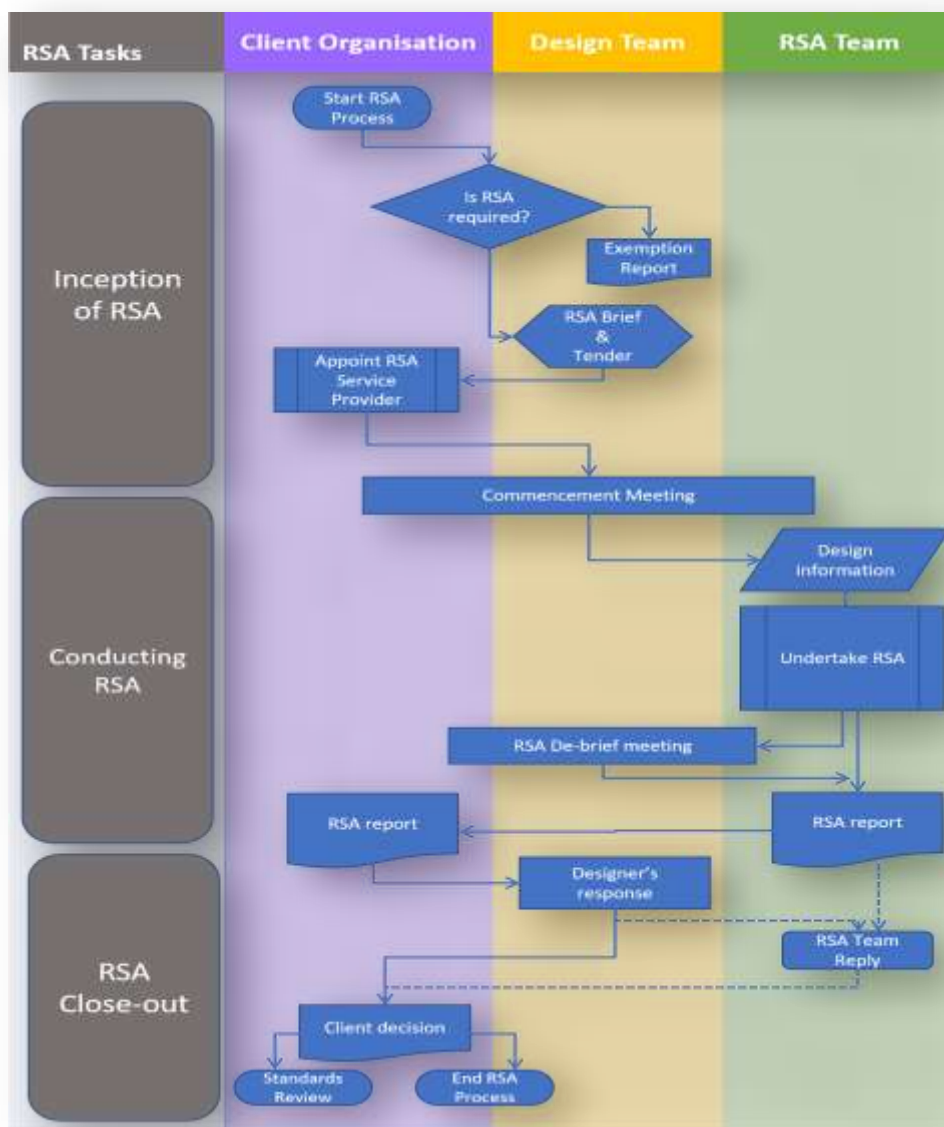 RSA Tasks
Client Organisation
Design Team
RSA Team
Start RSA
Process
Is RSA
required?
Exemption
Report
Inception
of RSA
RSA Brief
&
Tender
Appoint RSA
Service
Provider
Commencement Meeting
Design
information
Conducting
RSA
Undertake RSA
RSA De-brief meeting
RSA report
RSA report
Designer's
response
RSA Team
Reply
RSA
Close-out
Client decision
Standards
Review
End RSA
Process